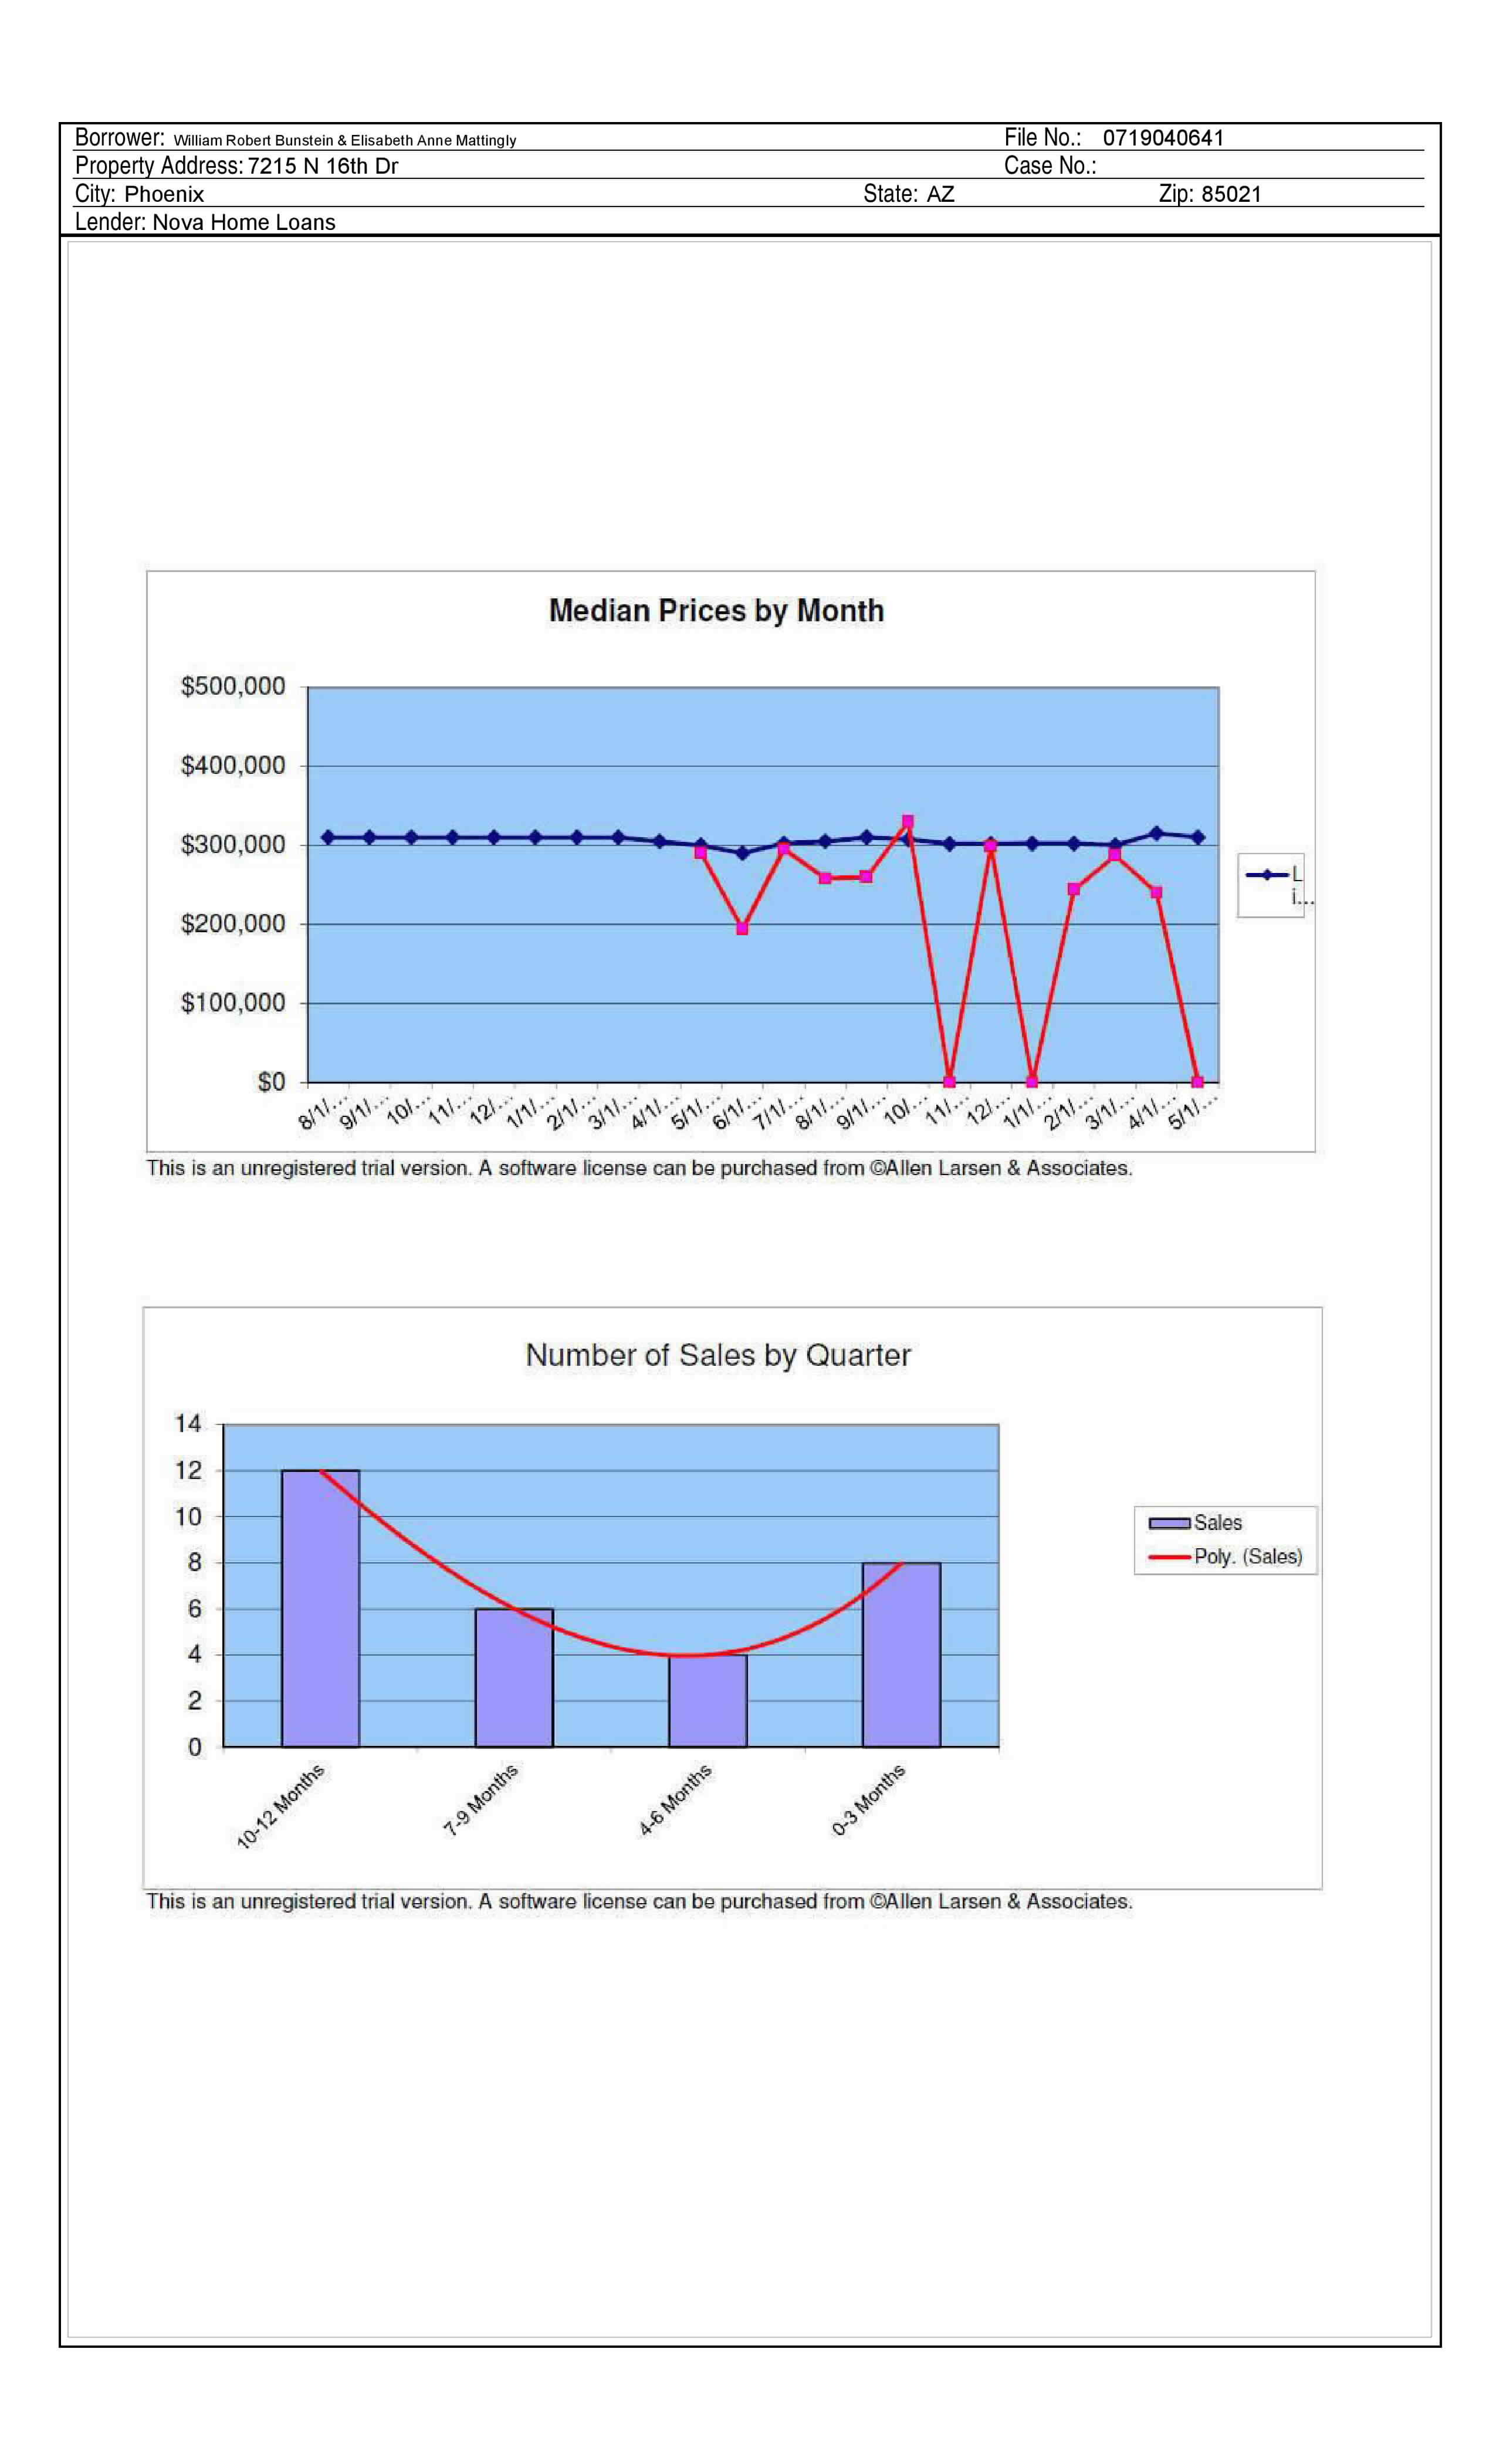 Borrower: William Robert Bunstein & Elisabeth Anne Mattingly File No.: 0719040641
Property Address: 7215 N 16th Dr Case No.:
City: Phoenix State: AZ Zip: 85021
Lender: Nova Home Loans
Median Prices by Month
$500,000
$400,000
$300,000
$200,000
$100,000
$0
8/1/... 9/1/... 10/... 11/... 12/... 1/1/... 2/1/... 3/1/... 4/1/... 5/1/... 6/1/... 7/1/... 8/1/... 9/1/... 10/... 11/... 12/... 1/1/... 2/1/... 3/1/... 4/1/... 5/1/...
L
i...
This is an unregistered trial version. A software license can be purchased from ©Allen Larsen & Associates.
Number of Sales by Quarter
14
12
10
8
6
4
2
0
10-12 Months 7-9 Months 4-6 Months 0-3 Months
Sales
Poly. (Sales)
This is an unregistered trial version. A software license can be purchased from ©Allen Larsen & Associates.